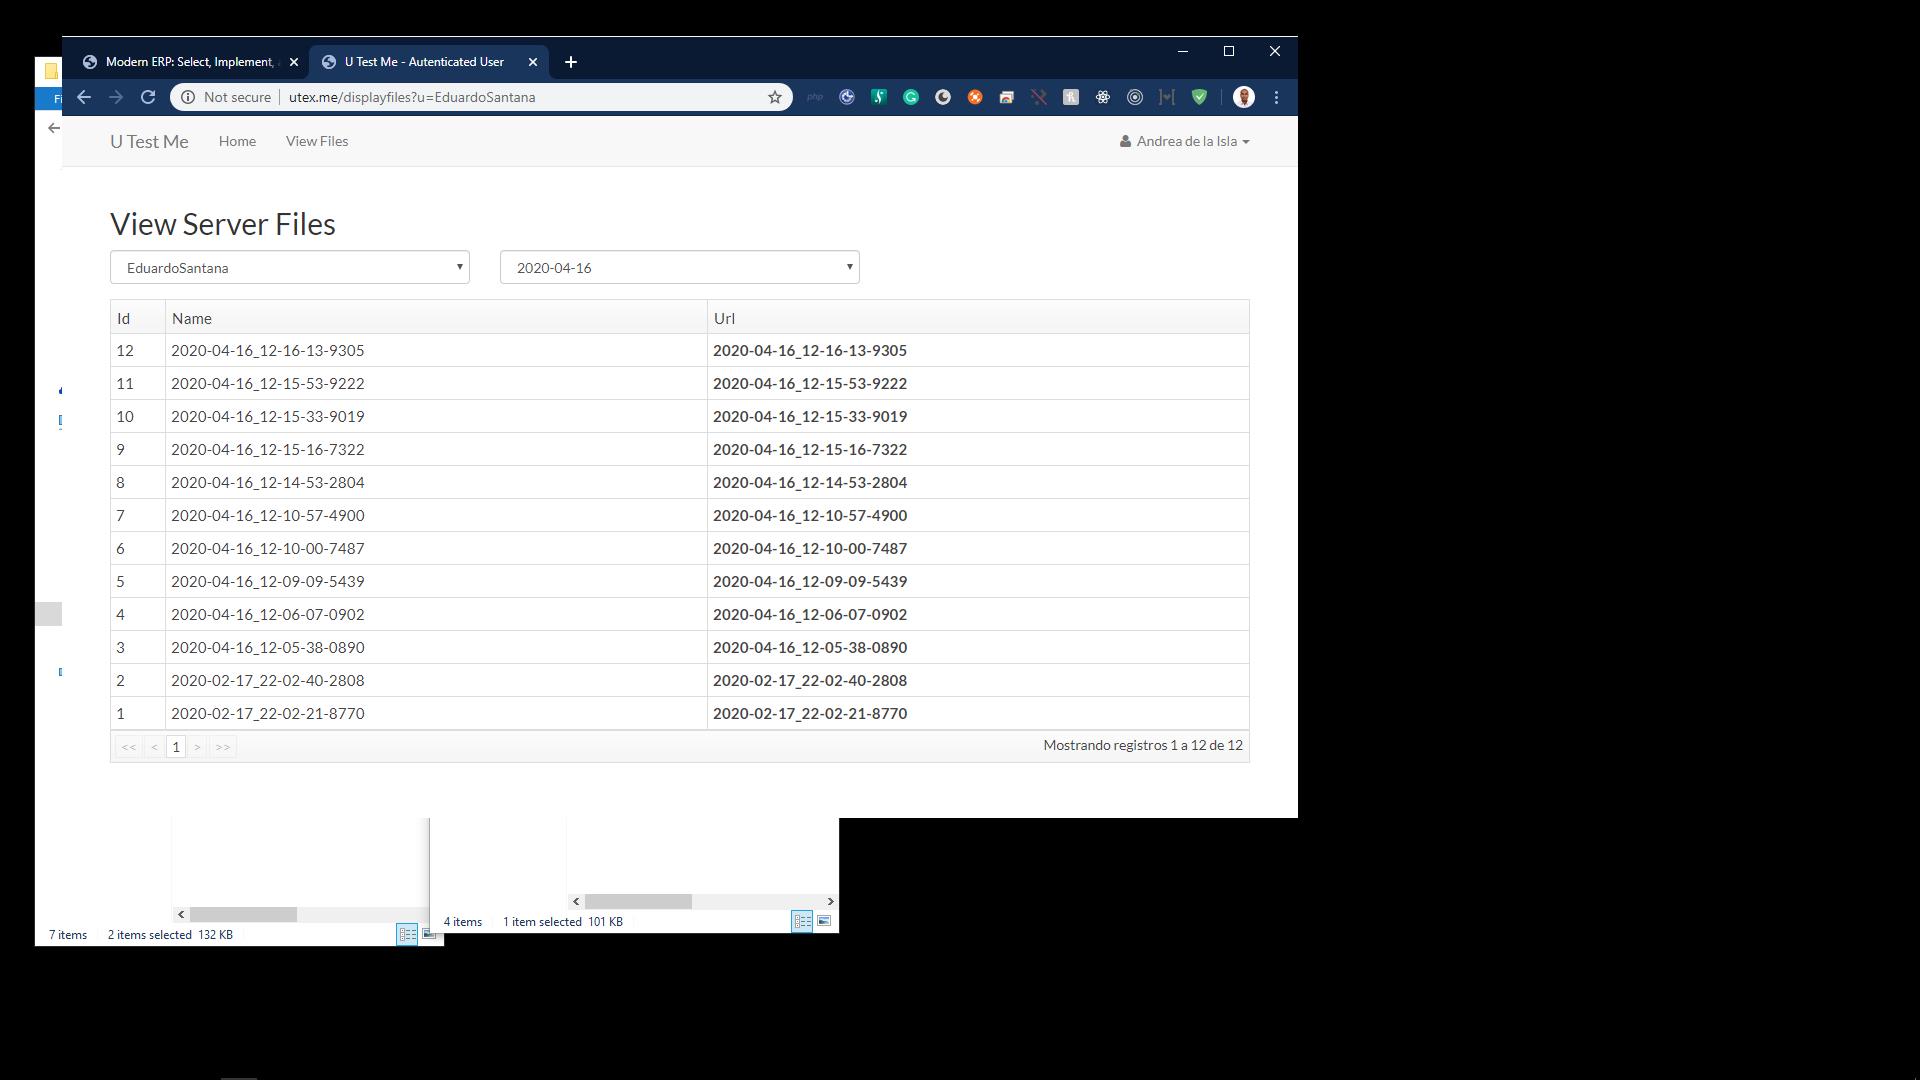 Modern ERP: Select, Implement,
U Test Me - Autenticated User
Not secure
utex.me/displayfiles?u=EduardoSantana
U Test Me
Home
View Files
Andrea de la Isla
View Server Files
EduardoSantana
2020-04-16
Id Name Url
12 2020-04-16_12-16-13-9305 2020-04-16_12-16-13-9305
11 2020-04-16_12-15-53-9222 2020-04-16_12-15-53-9222
10 2020-04-16_12-15-33-9019 2020-04-16_12-15-33-9019
9 2020-04-16_12-15-16-7322 2020-04-16_12-15-16-7322
8 2020-04-16_12-14-53-2804 2020-04-16_12-14-53-2804
7 2020-04-16_12-10-57-4900 2020-04-16_12-10-57-4900
6 2020-04-16_12-10-00-7487 2020-04-16_12-10-00-7487
5 2020-04-16_12-09-09-5439 2020-04-16_12-09-09-5439
4 2020-04-16_12-06-07-0902 2020-04-16_12-06-07-0902
3 2020-04-16_12-05-38-0890 2020-04-16_12-05-38-0890
2 2020-02-17_22-02-40-2808 2020-02-17_22-02-40-2808
1 2020-02-17_22-02-21-8770 2020-02-17_22-02-21-8770
<< < 1 > >>
Mostrando registros 1 a 12 de 12
4 items 1 item selected 101 KB
7 items 2 items selected 132 KB